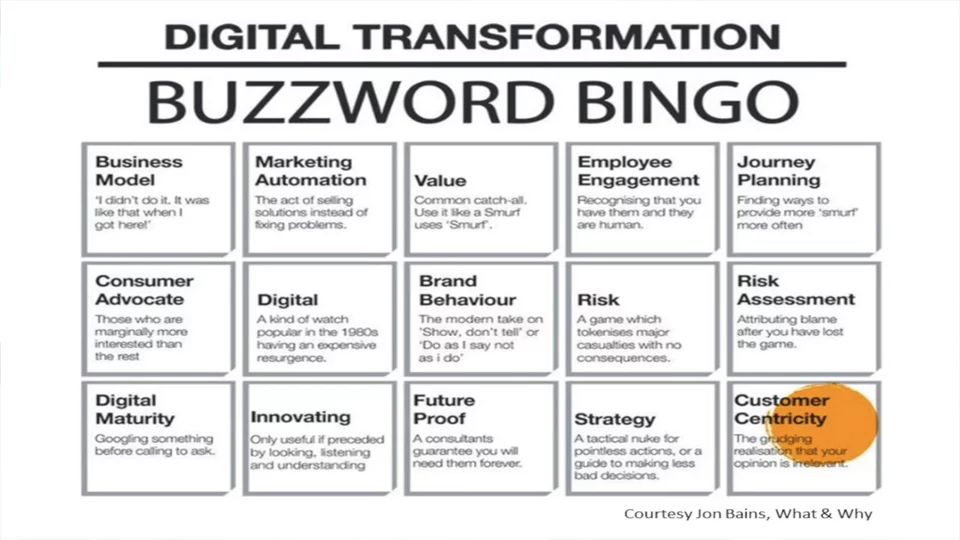 DIGITAL TRANSFORMATION
BUZZWORD BINGO
Business
Model
'I didn't do it. It was
like that when I
got here!'
Marketing
Automation
The act of selling
solutions instead of
fixing problems.
Value
Common catch-all.
Use it like a Smurf
uses 'Smurf'.
Employee
Engagement
Recognising that you
have them and they
are human.
Journey
Planning
Finding ways to
provide more 'smurf'
more often
Consumer
Advocate
Those who are
marginally more
interested than
the rest
Digital
A kind of watch
popular in the 1980s
having an expensive
resurgence.
Brand
Behaviour
The modern take on
'Show, don't tell' or
'Do as I say not
as i do'
Risk
A game which
tokenises major
casualties with no
consequences.
Risk
Assessment
Attributing blame
after you have lost
the game.
Digital
Maturity
Googling something
before calling to ask.
Innovating
Only useful if preceded
by looking, listening
and understanding
Future
Proof
A consultants
guarantee you will
need them forever.
Strategy
A tactical nuke for
pointless actions, or a
guide to making less
bad decisions.
Customer
Centricity
The grudging
realisation that your
opinion is irrelevant.
Courtesy Jon Bains, What & Why